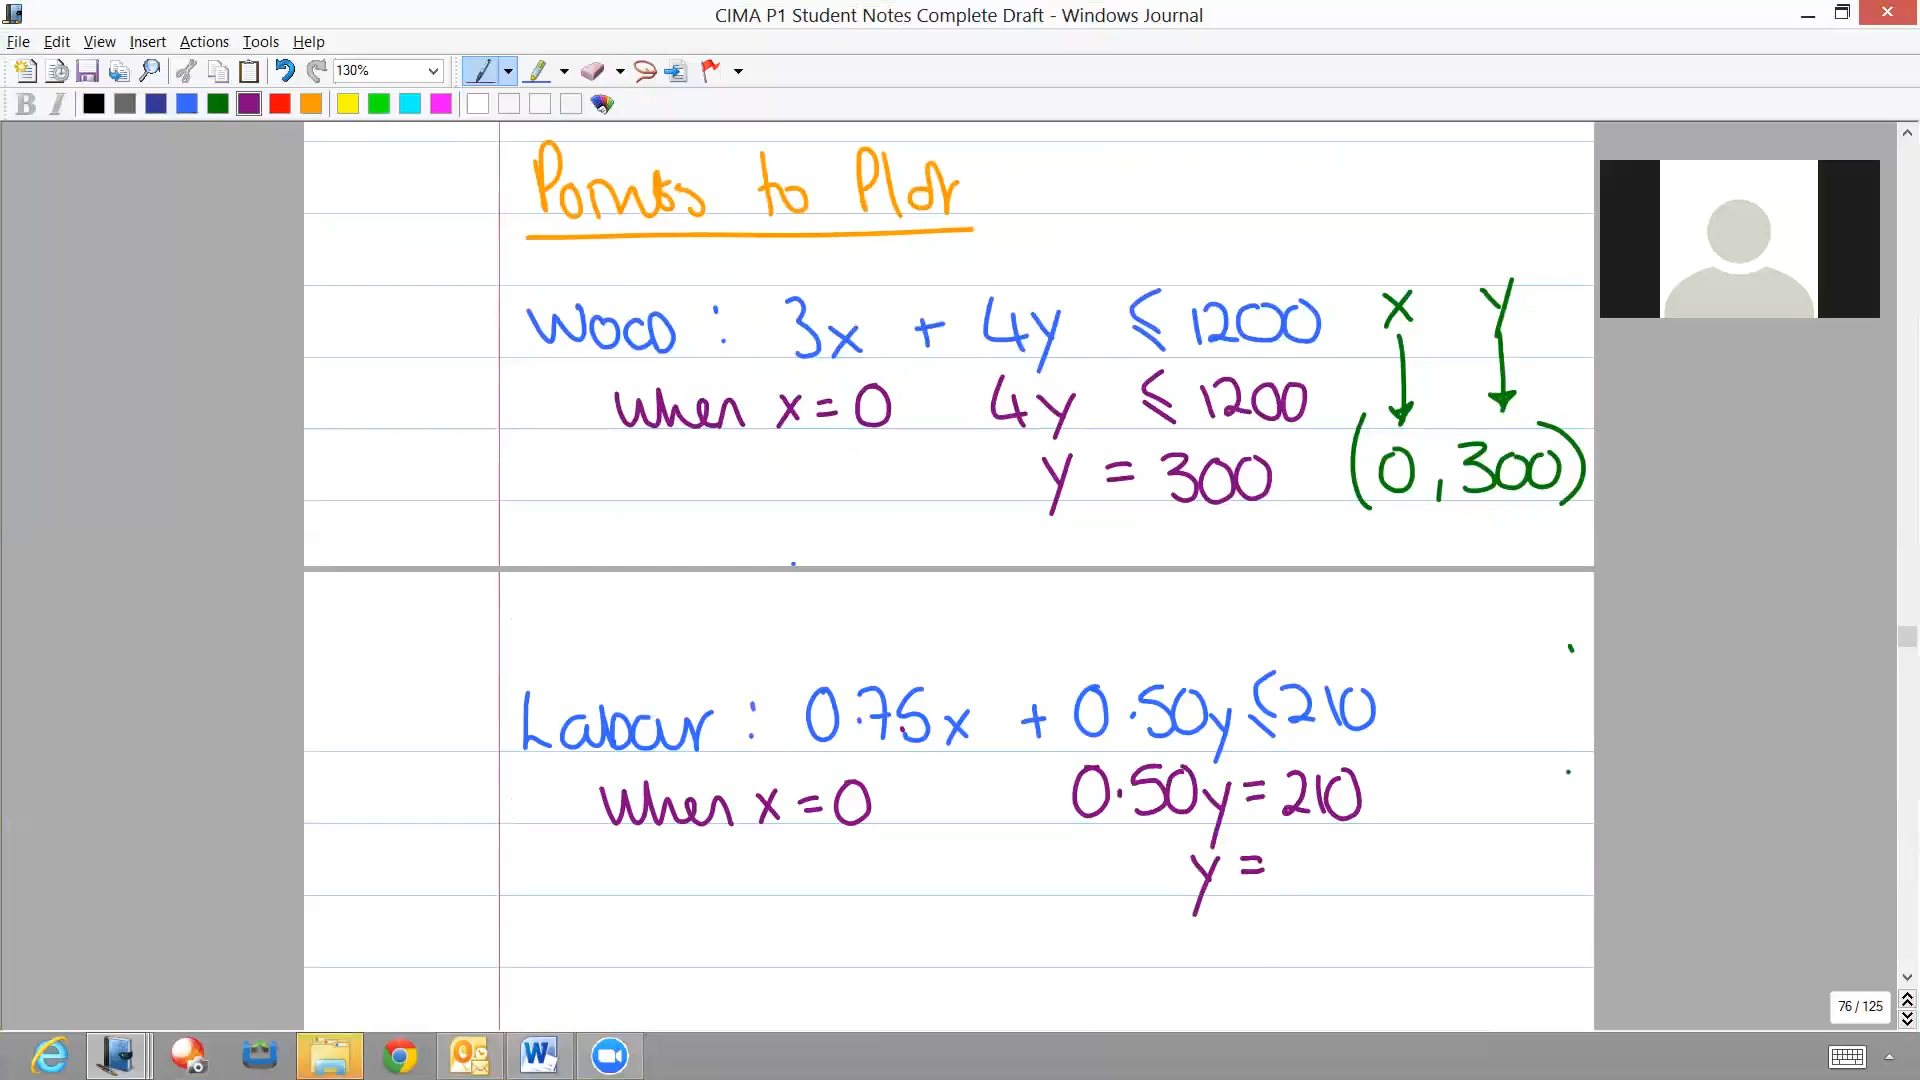 CIMA P1 Student Notes Complete Draft - Windows Journal
File Edit View Insert Actions Tools Help
130%
B I
Points to Plot
Wood : 3x + 4y ≤ 1200 x y
when x = 0 4y ≤ 1200
y = 300 (0, 300)
Labour : 0.75x + 0.50y ≤ 210
when x = 0 0.50y = 210
y =
76 / 125